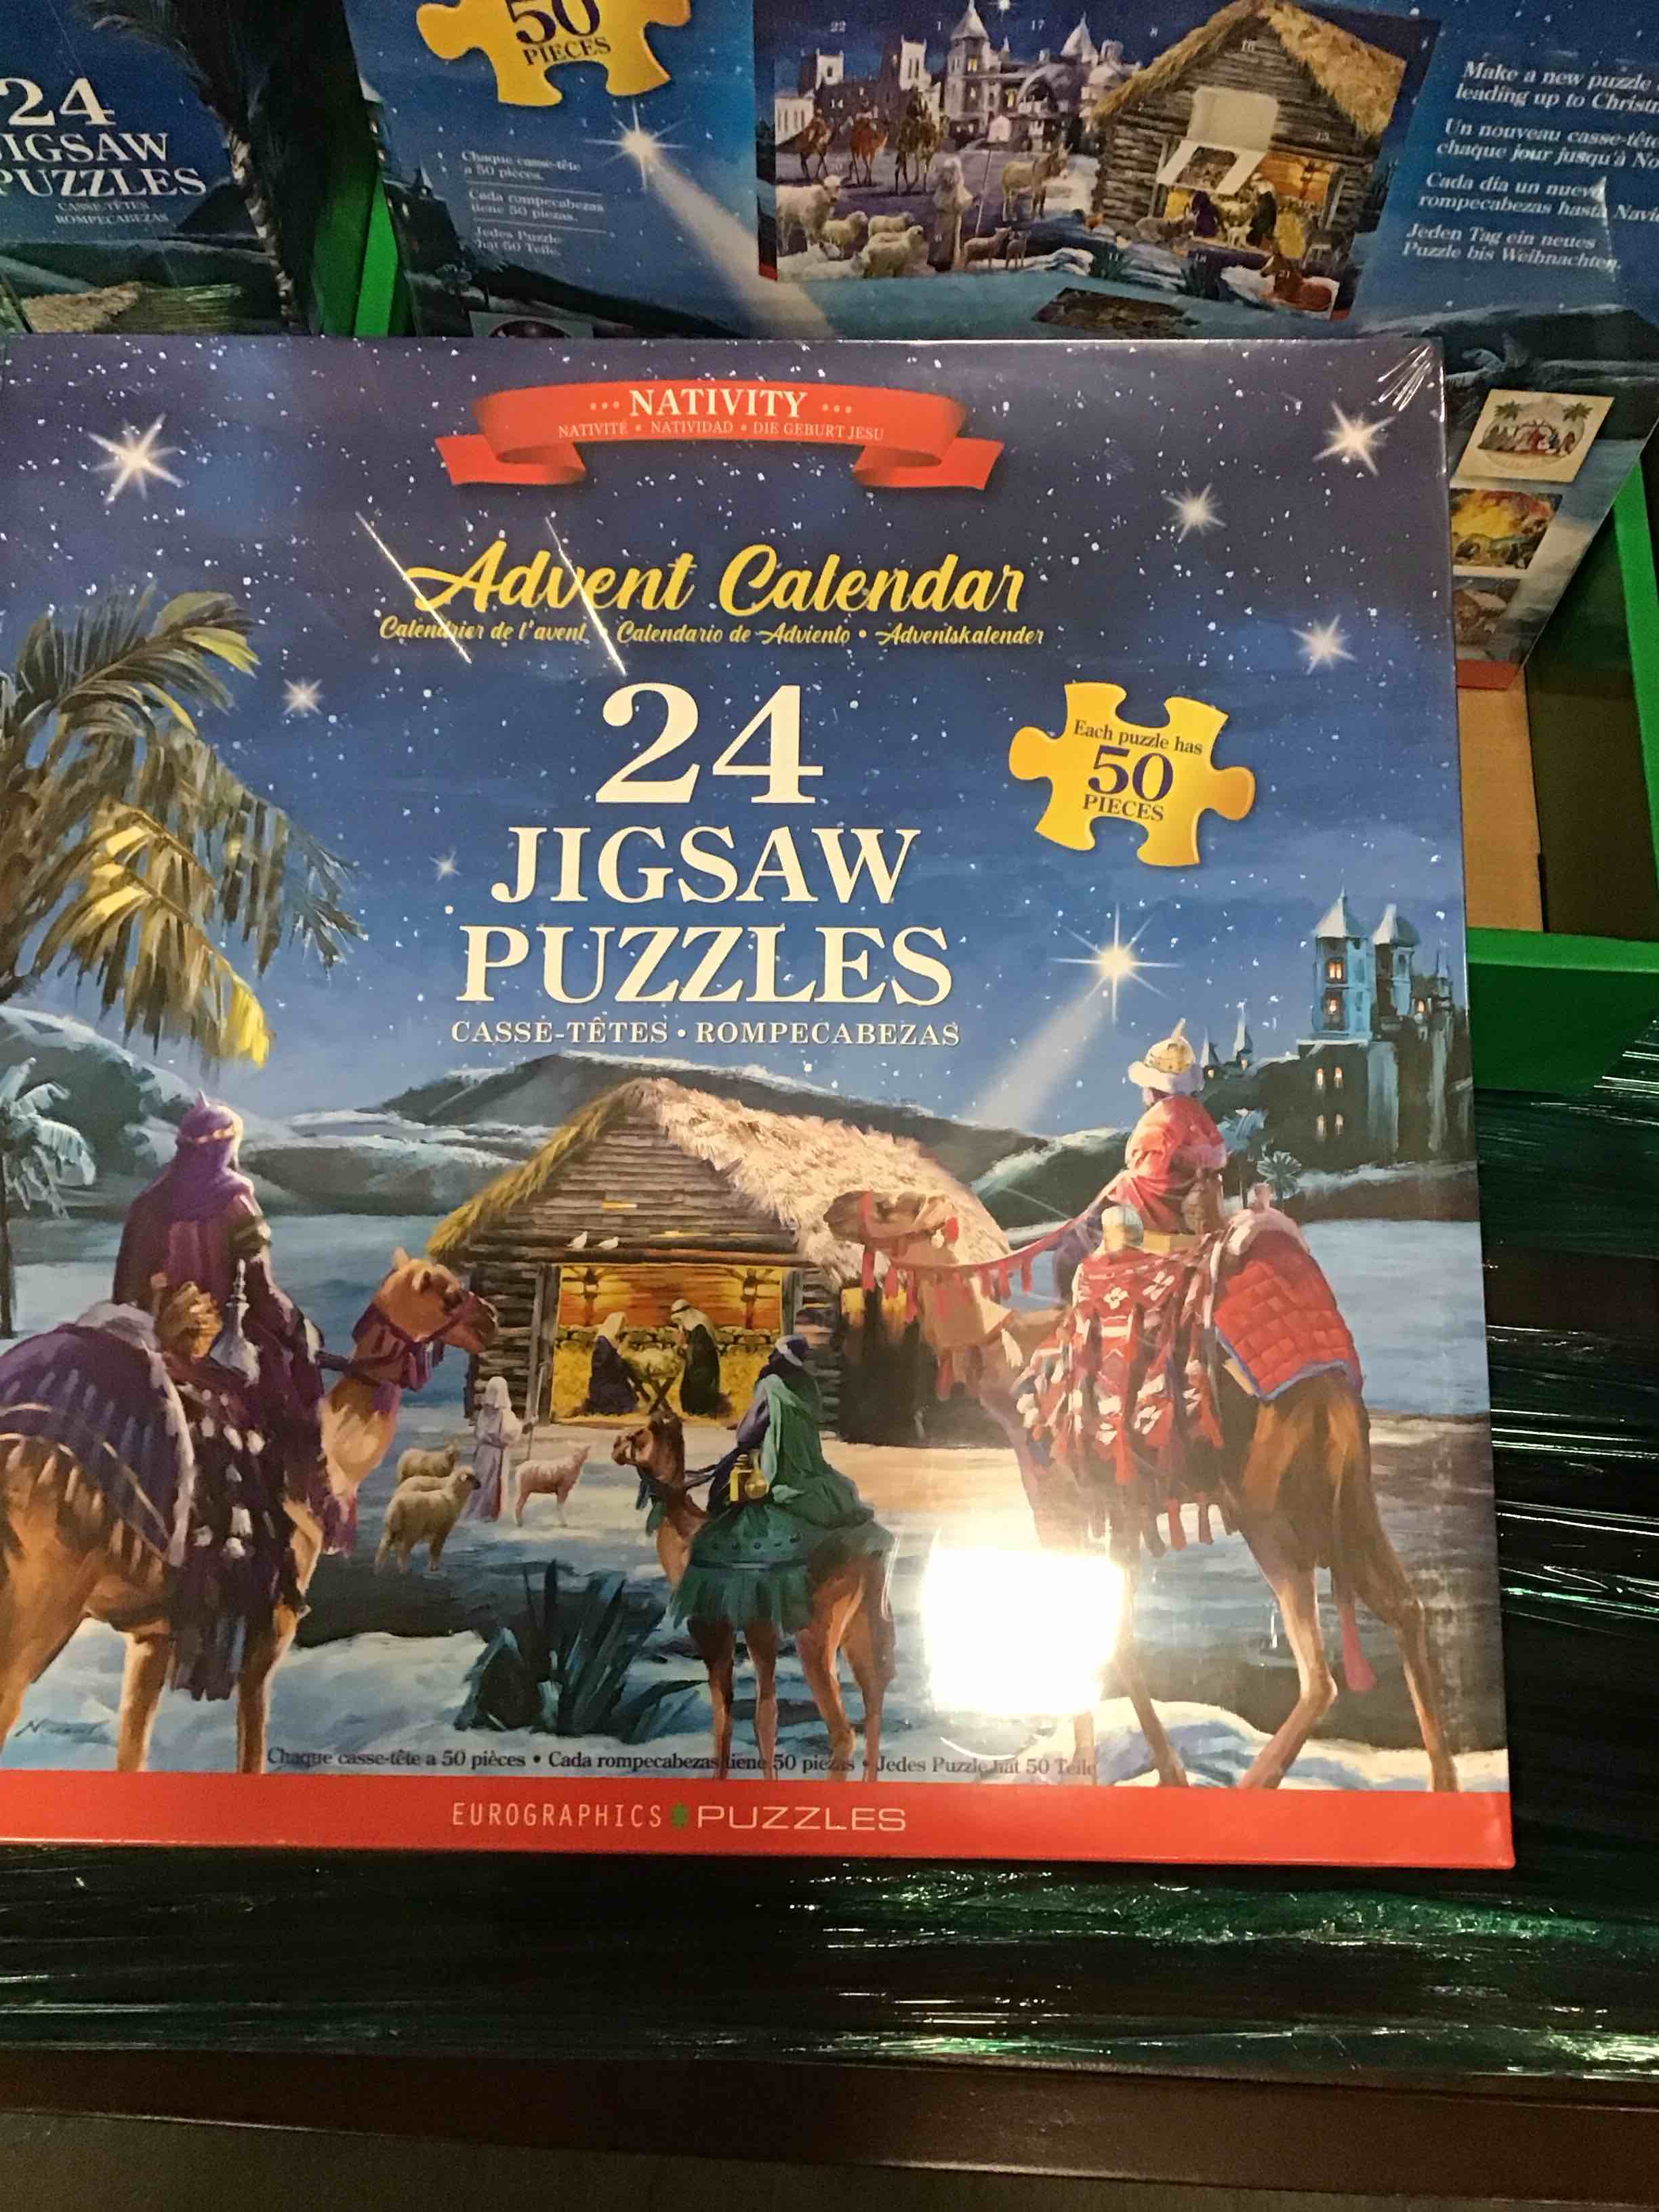 24
JIGSAW
PUZZLES
CASSE-TÊTES
ROMPECABEZAS
50
PIECES
Chaque casse-tête
a 50 pièces.
Cada rompecabezas
tiene 50 piezas.
Jedes Puzzle
hat 50 Teile.
22
1
17
8
Make a new puzzle
leading up to
Un nouveau casse-tête
chaque jour jusqu'à
Cada día un nuevo
rompecabezas hasta
Jeden Tag ein neues
Puzzle bis Weihnachten.
NATIVITY
NATIVITÉ • NATIVIDAD • DIE GEBURT JESU
Advent Calendar
Calendrier de l'avent • Calendario de Adviento • Adventskalender
24
JIGSAW
PUZZLES
CASSE-TÊTES • ROMPECABEZAS
Each puzzle has
50
PIECES
Chaque casse-tête a 50 pièces • Cada rompecabezas tiene 50 piezas • Jedes Puzzle hat 50 Teile
EUROGRAPHICS PUZZLES